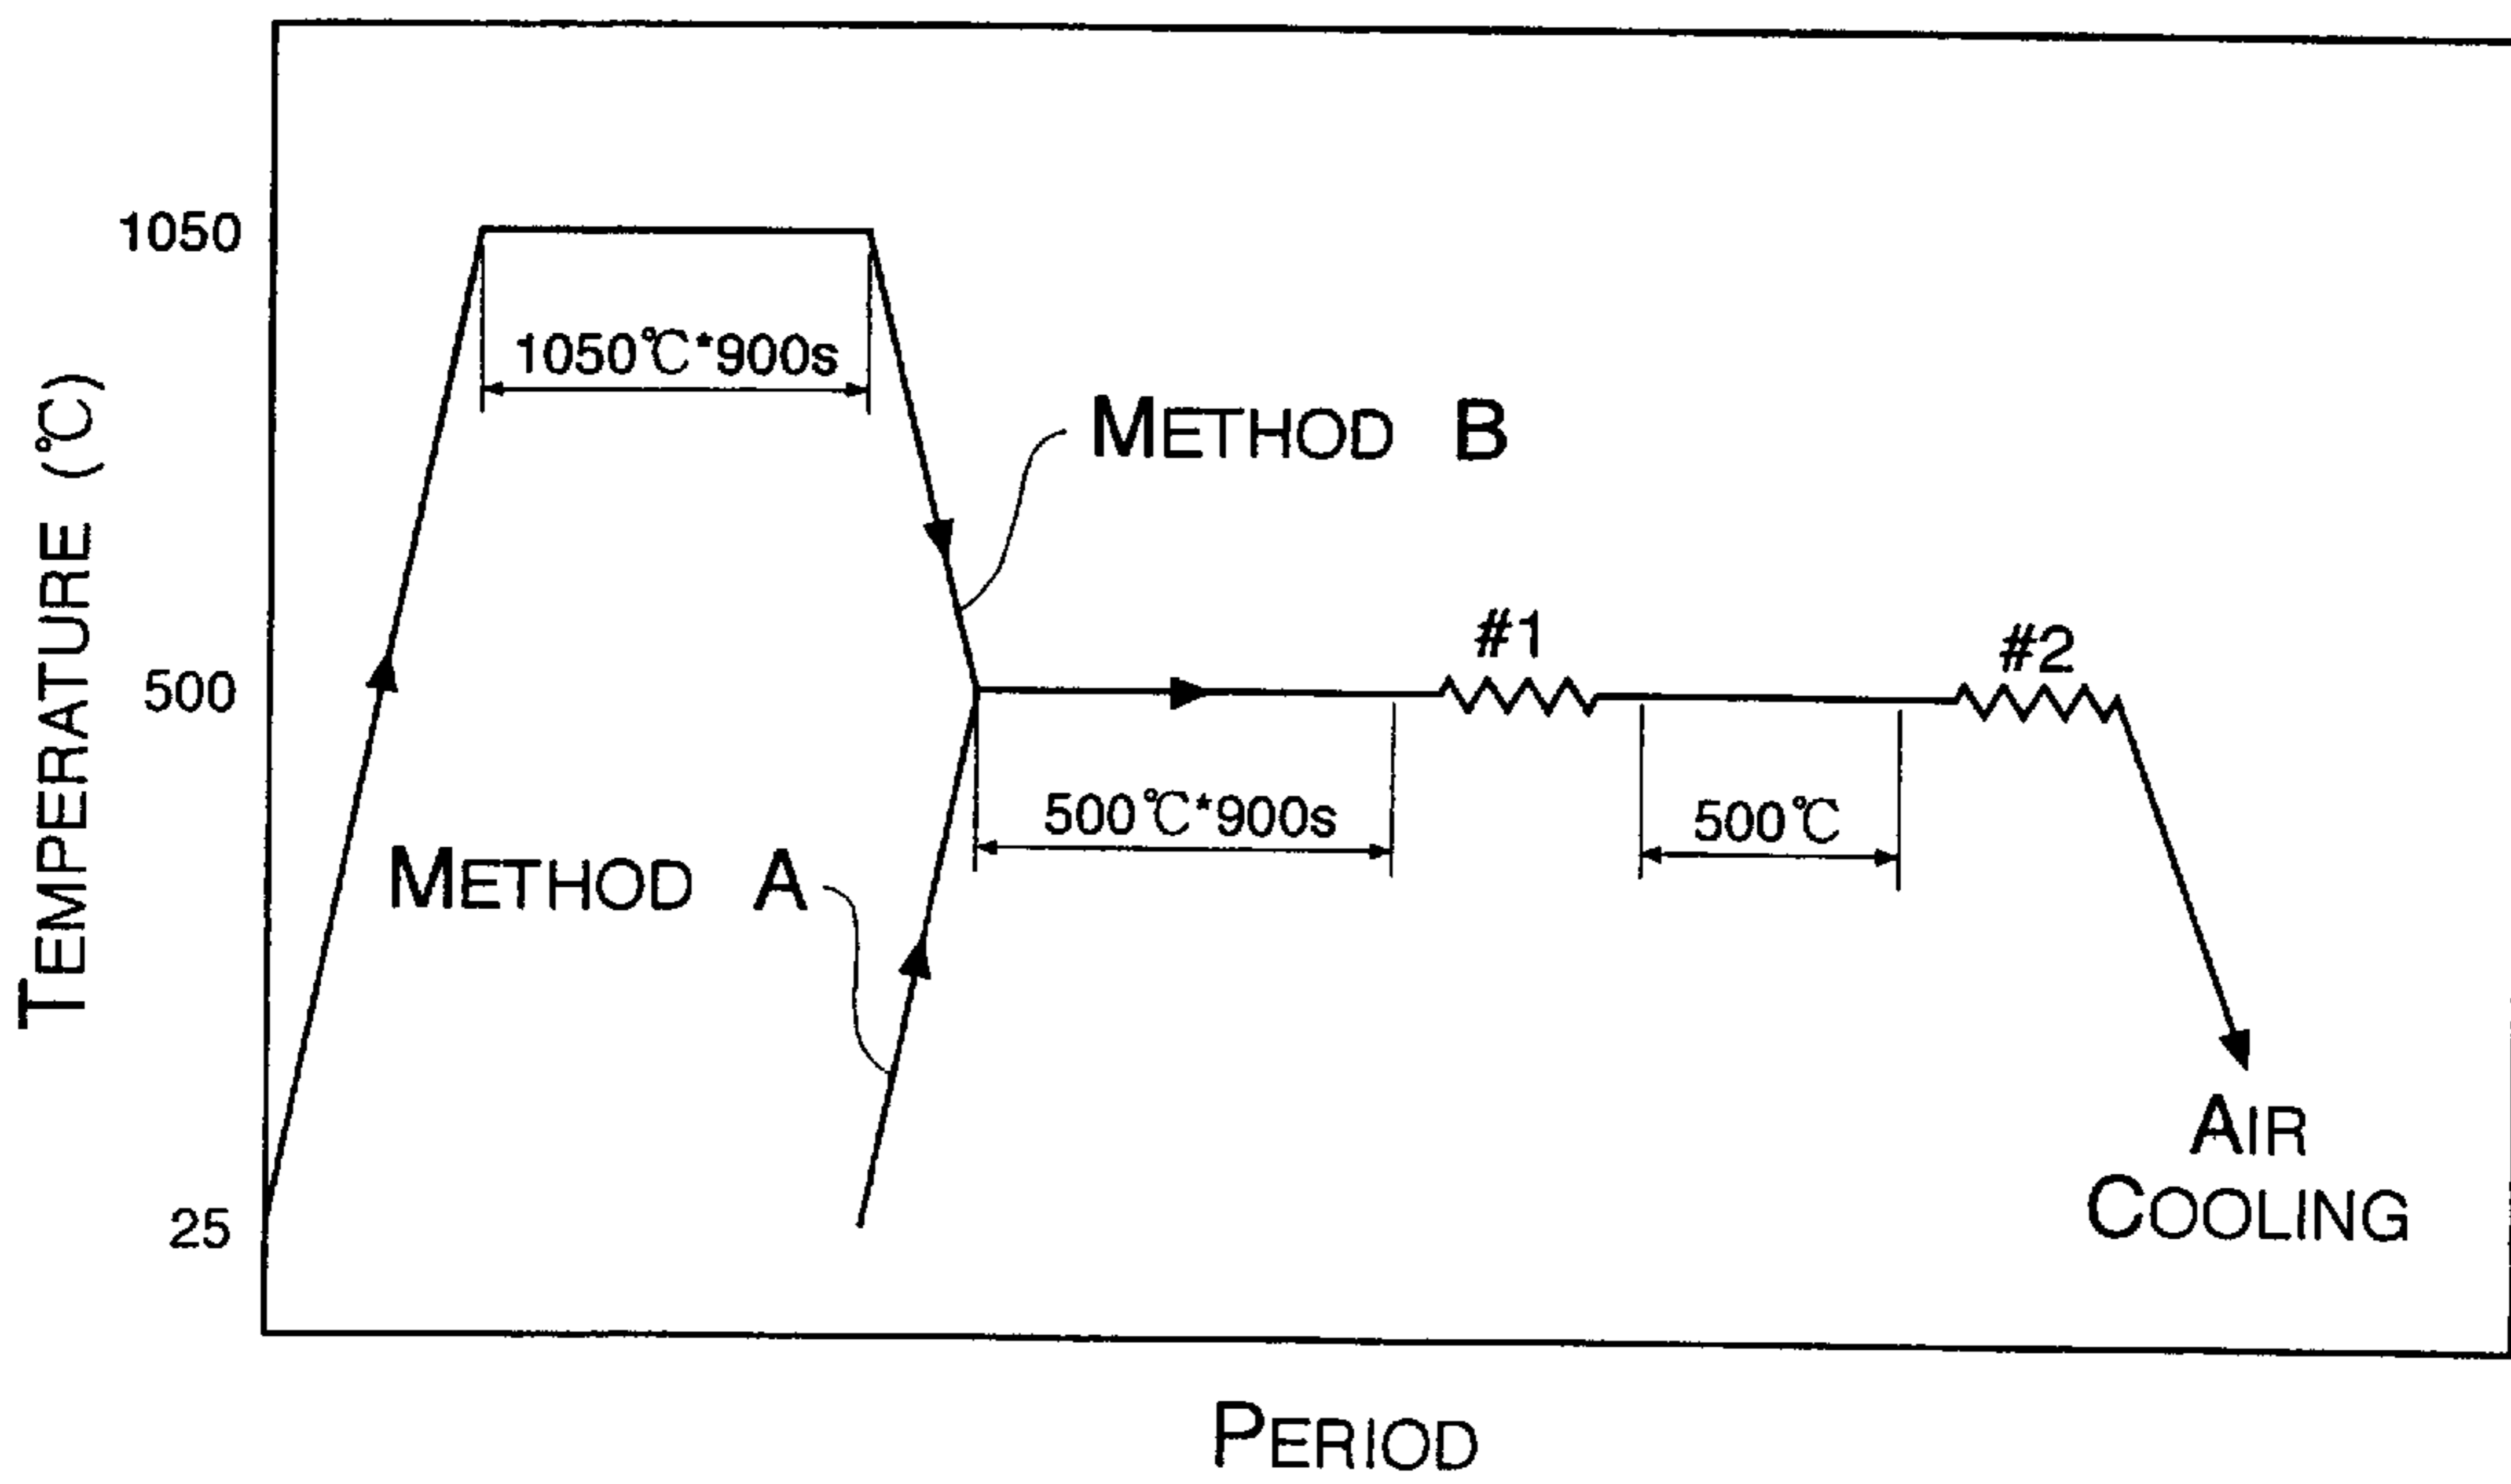 1050
1050℃*900s
METHOD B
#1
#2
500
500℃*900s
500℃
METHOD A
AIR
COOLING
25
TEMPERATURE (℃)
PERIOD